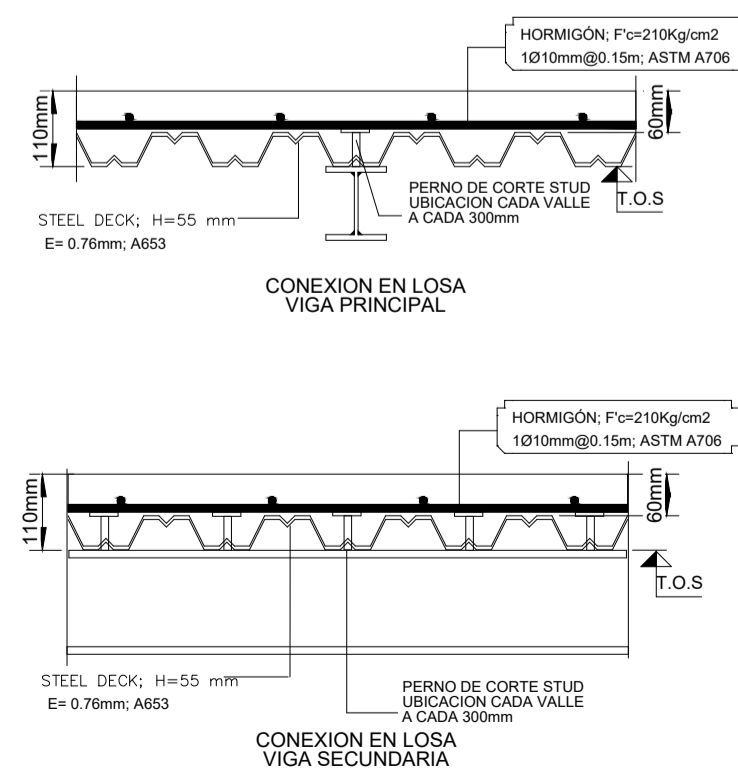 HORMIGÓN; F'c=210Kg/cm2
1Ø10mm@0.15m; ASTM A706
110mm
60mm
PERNO DE CORTE STUD
UBICACION CADA VALLE
A CADA 300mm
T.O.S
STEEL DECK; H=55 mm
E= 0.76mm; A653
CONEXION EN LOSA
VIGA PRINCIPAL
HORMIGÓN; F'c=210Kg/cm2
1Ø10mm@0.15m; ASTM A706
110mm
60mm
T.O.S
STEEL DECK; H=55 mm
E= 0.76mm; A653
PERNO DE CORTE STUD
UBICACION CADA VALLE
A CADA 300mm
CONEXION EN LOSA
VIGA SECUNDARIA